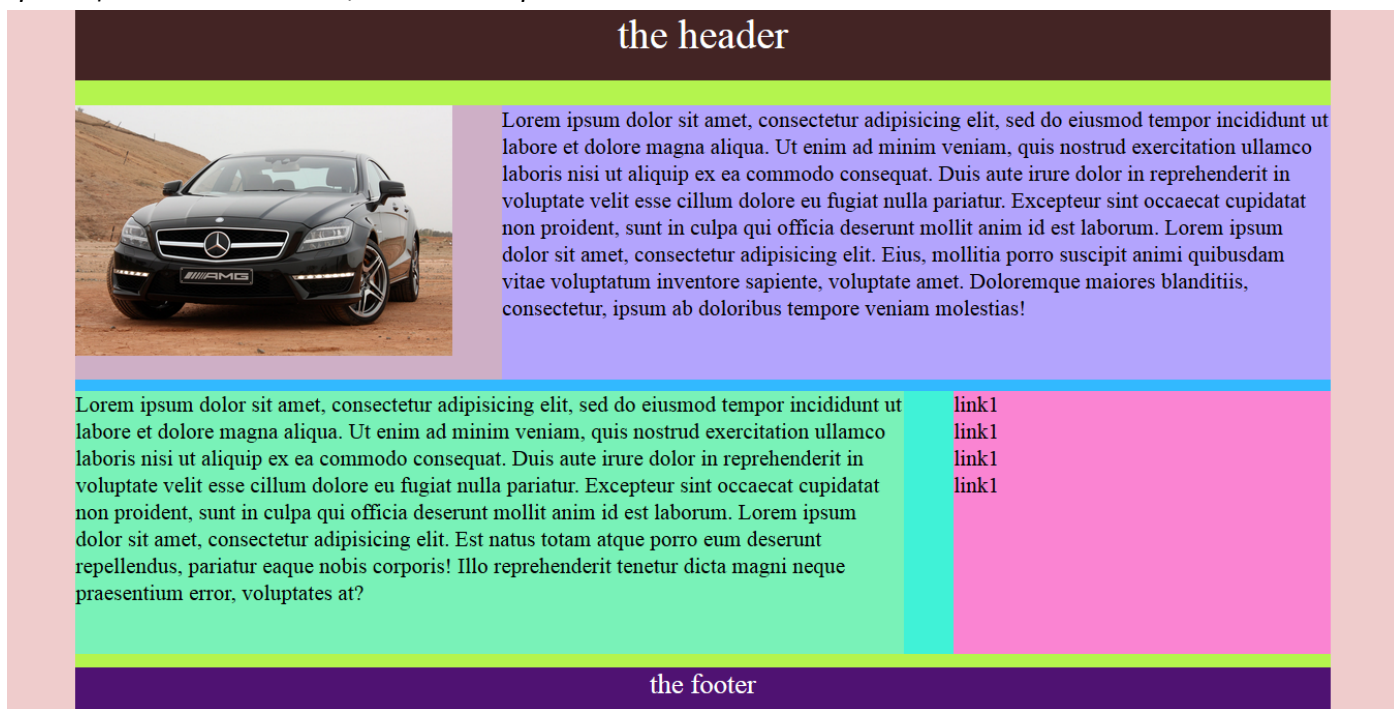 the header
AMG
Lorem ipsum dolor sit amet, consectetur adipisicing elit, sed do eiusmod tempor incididunt ut
labore et dolore magna aliqua. Ut enim ad minim veniam, quis nostrud exercitation ullamco
laboris nisi ut aliquip ex ea commodo consequat. Duis aute irure dolor in reprehenderit in
voluptate velit esse cillum dolore eu fugiat nulla pariatur. Excepteur sint occaecat cupidatat
non proident, sunt in culpa qui officia deserunt mollit anim id est laborum. Lorem ipsum
dolor sit amet, consectetur adipisicing elit. Eius, mollitia porro suscipit animi quibusdam
vitae voluptatum inventore sapiente, voluptate amet. Doloremque maiores blanditiis,
consectetur, ipsum ab doloribus tempore veniam molestias!
Lorem ipsum dolor sit amet, consectetur adipisicing elit, sed do eiusmod tempor incididunt ut
labore et dolore magna aliqua. Ut enim ad minim veniam, quis nostrud exercitation ullamco
laboris nisi ut aliquip ex ea commodo consequat. Duis aute irure dolor in reprehenderit in
voluptate velit esse cillum dolore eu fugiat nulla pariatur. Excepteur sint occaecat cupidatat
non proident, sunt in culpa qui officia deserunt mollit anim id est laborum. Lorem ipsum
dolor sit amet, consectetur adipisicing elit. Est natus totam atque porro eum deserunt
repellendus, pariatur eaque nobis corporis! Illo reprehenderit tenetur dicta magni neque
praesentium error, voluptates at?
link1
link1
link1
link1
the footer